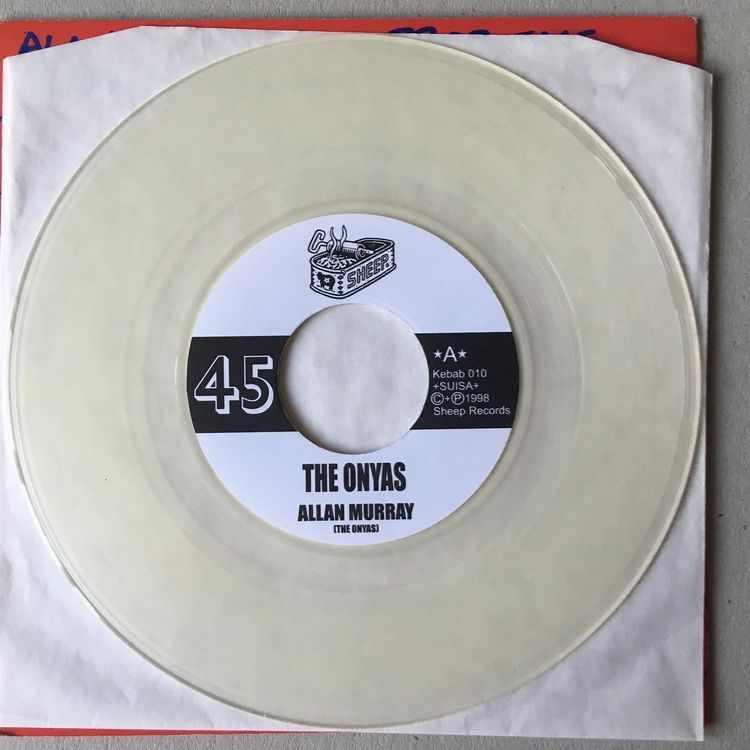 SHEEP.
45
★A★
Kebab 010
+SUISA+
©+℗1998
Sheep Records
THE ONYAS
ALLAN MURRAY
(THE ONYAS)